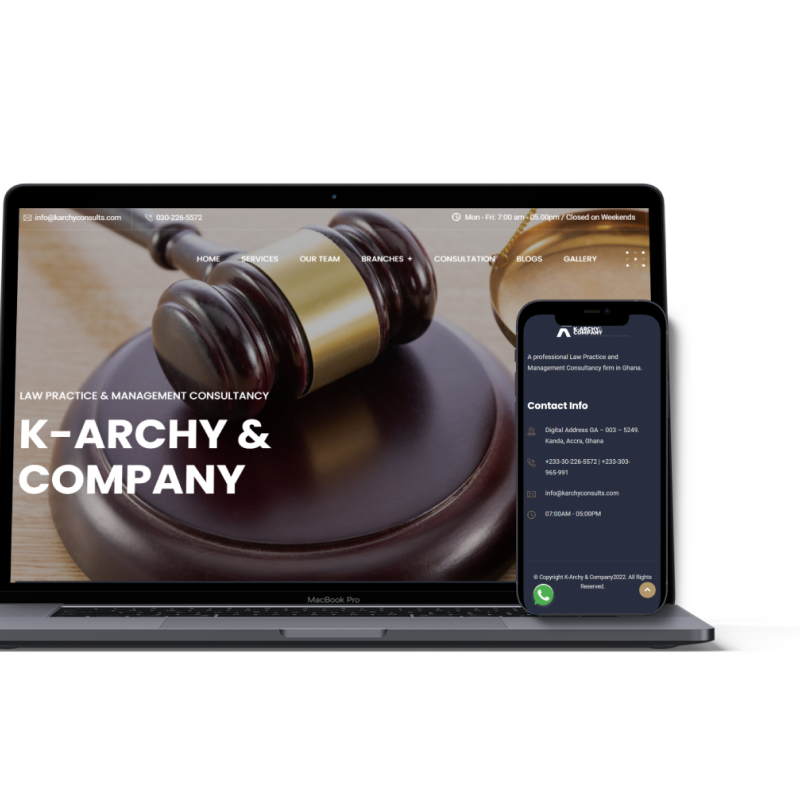 info@karchyconsults.com
030-226-5572
Mon - Fri: 7:00 am - 05.00pm / Closed on Weekends
HOME SERVICES OUR TEAM BRANCHES + CONSULTATION BLOGS GALLERY
LAW PRACTICE & MANAGEMENT CONSULTANCY
K-ARCHY &
COMPANY
MacBook Pro
K-ARCHY
COMPANY
A professional Law Practice and
Management Consultancy firm in Ghana.
Contact Info
Digital Address GA – 003 – 5249.
Kanda, Accra, Ghana
+233-30-226-5572 | +233-303-
965-991
info@karchyconsults.com
07:00AM - 05:00PM
© Copyright K-Archy & Company2022. All Rights
Reserved.